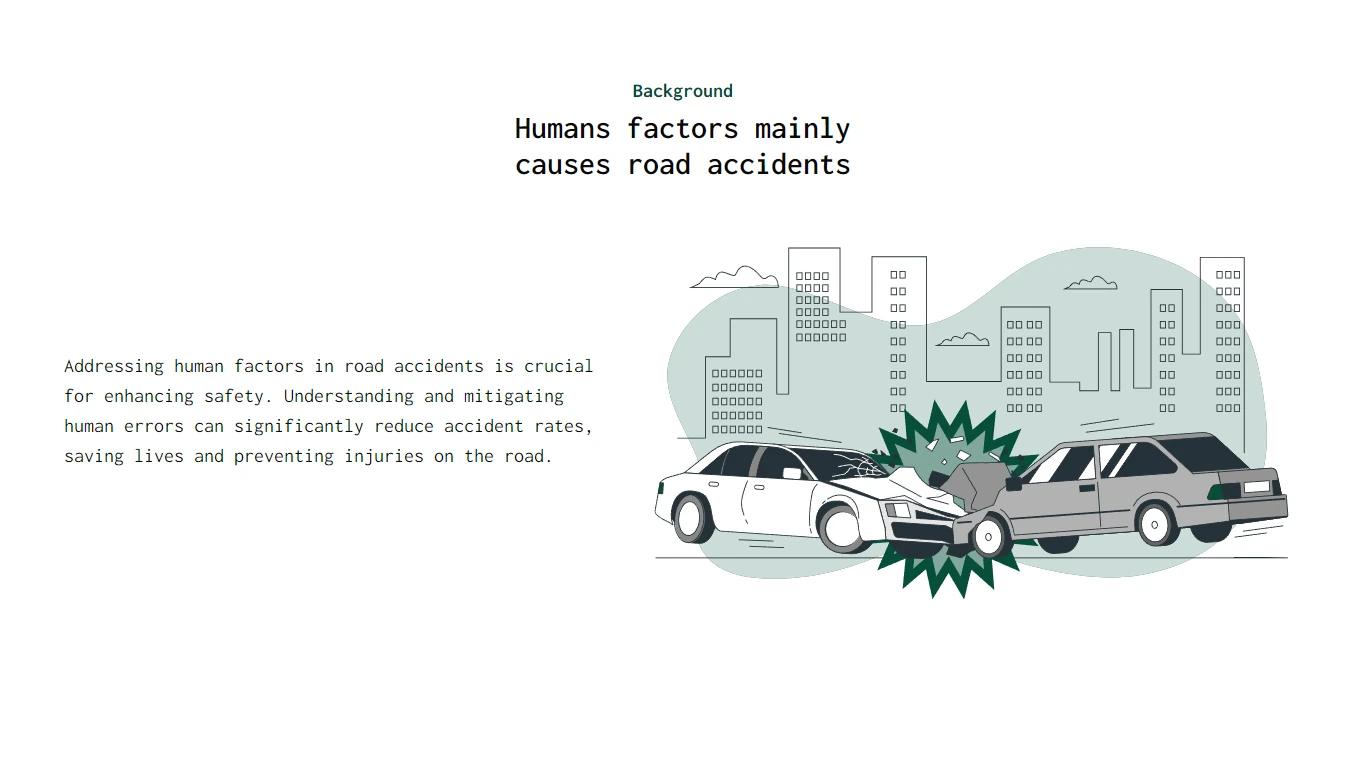 Background
Humans factors mainly
causes road accidents
Addressing human factors in road accidents is crucial
for enhancing safety. Understanding and mitigating
human errors can significantly reduce accident rates,
saving lives and preventing injuries on the road.